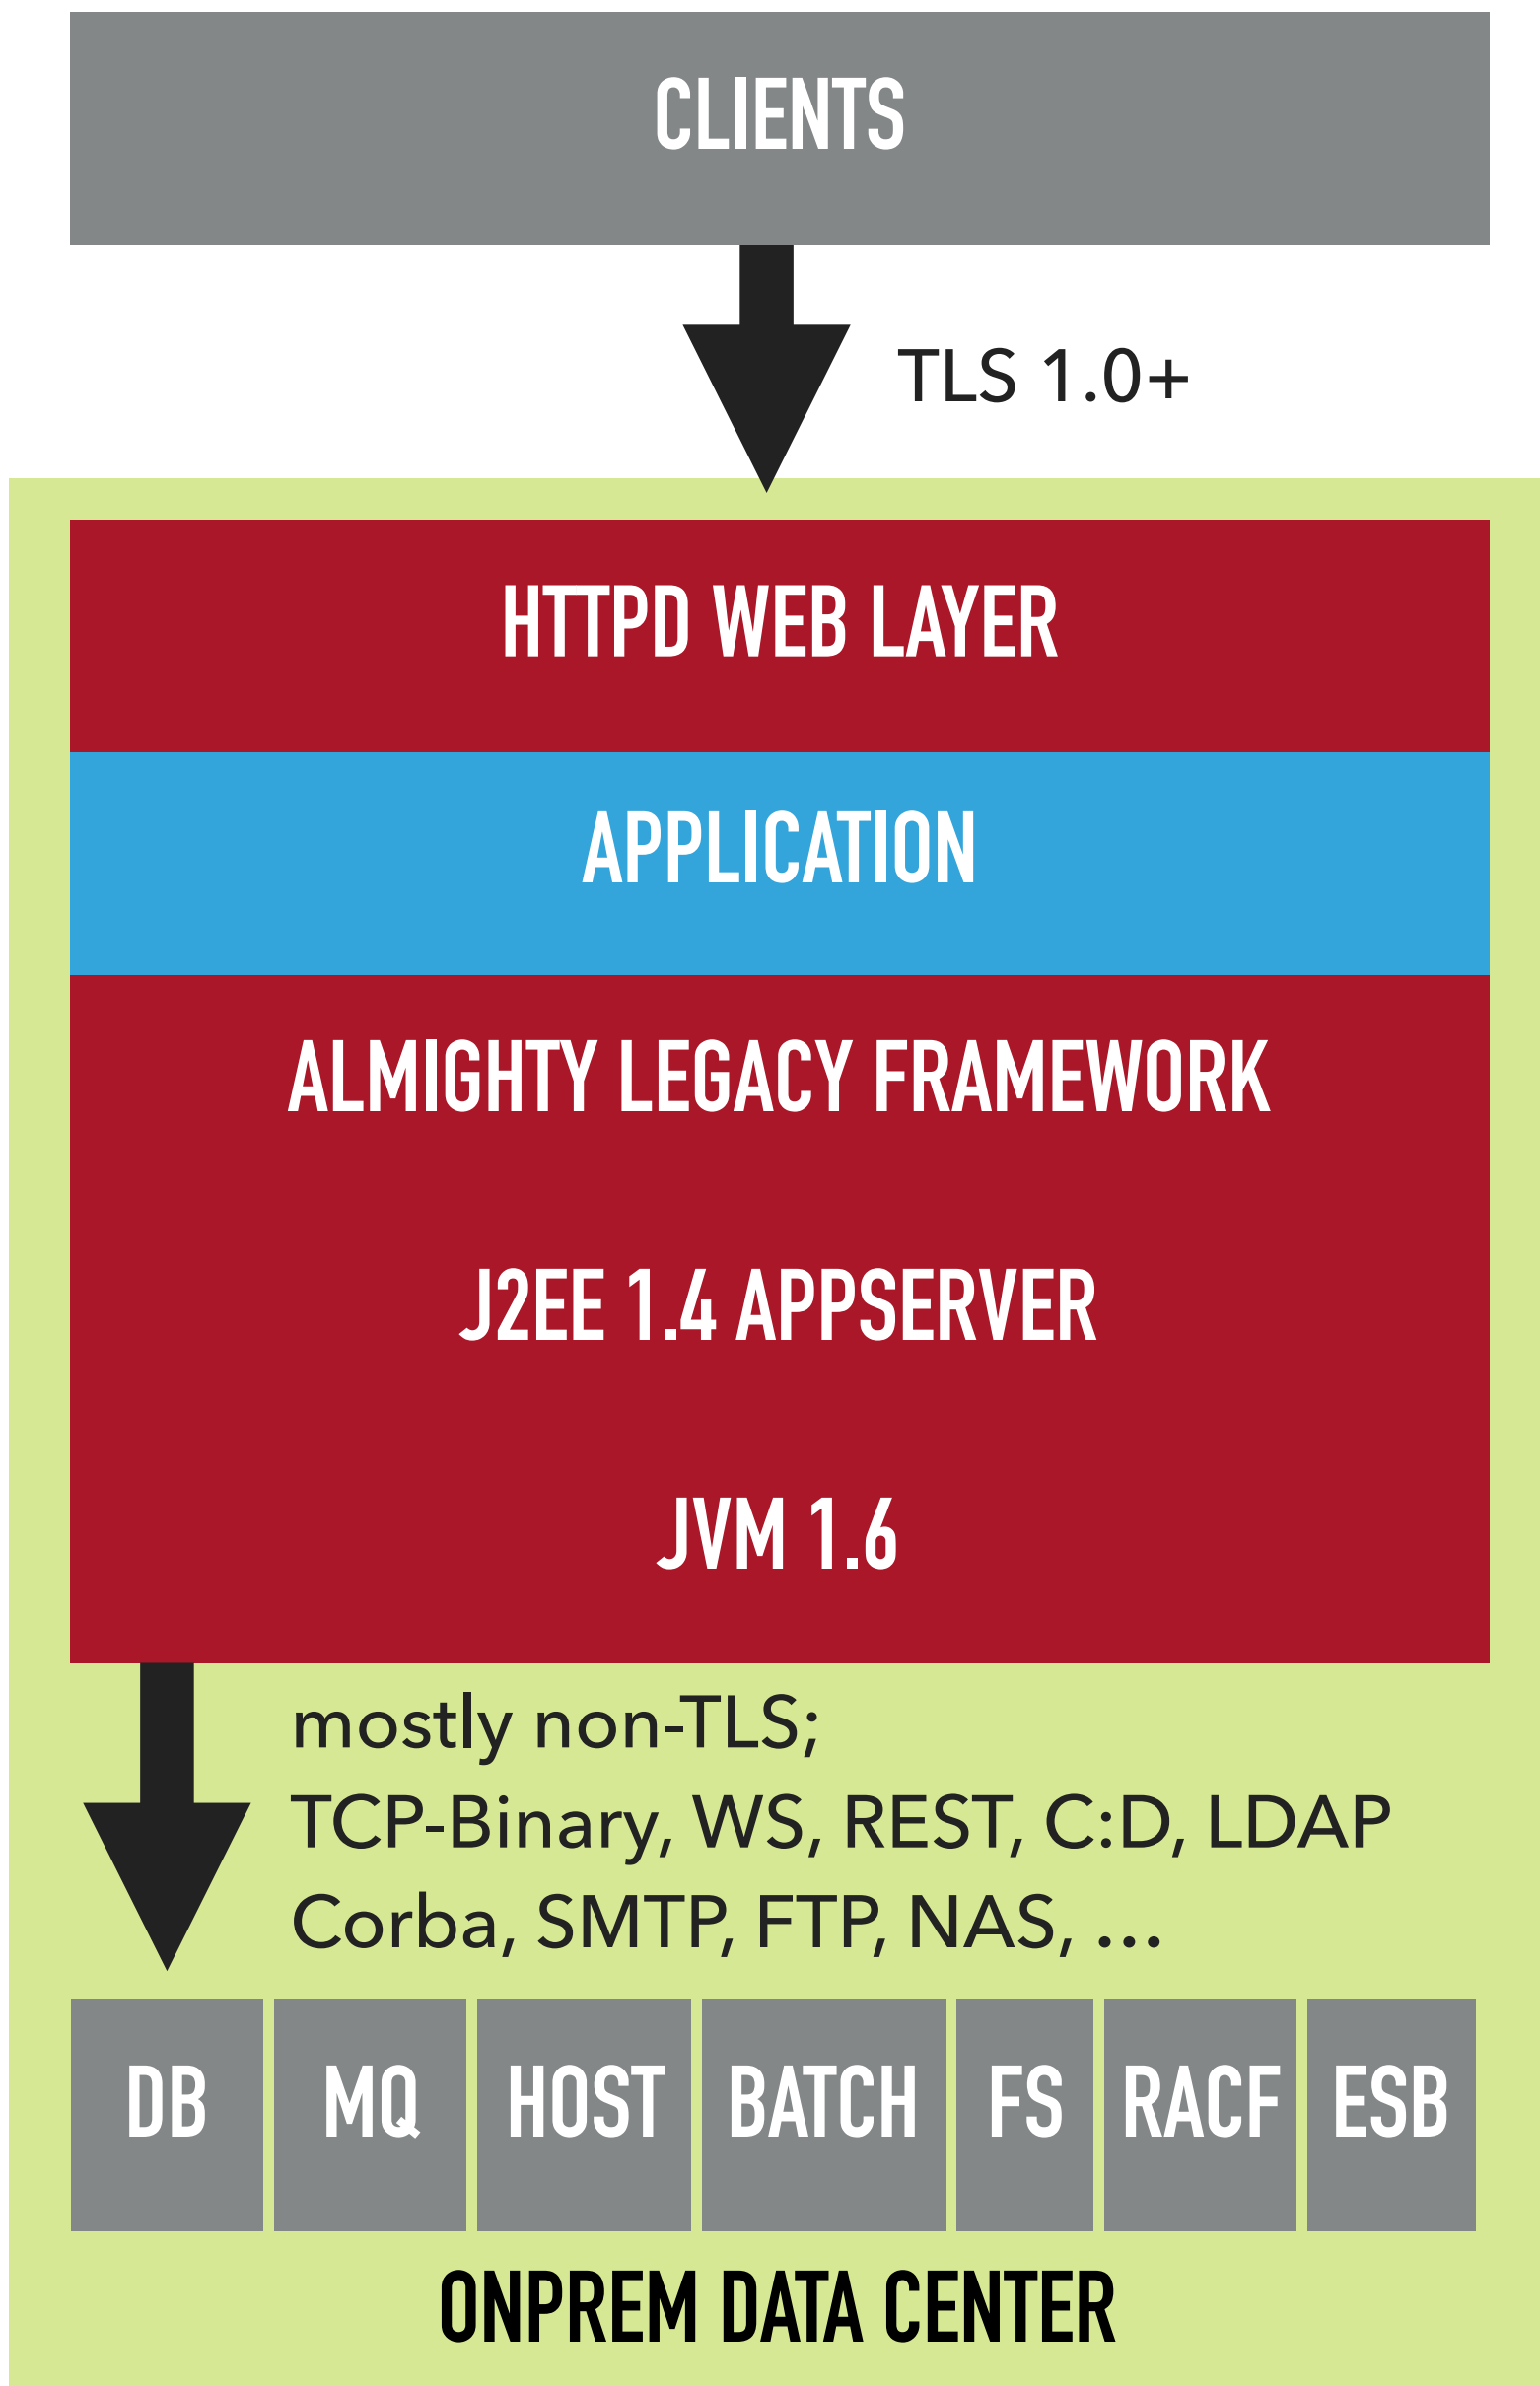 CLIENTS
TLS 1.0+
HTTPD WEB LAYER
APPLICATION
ALMIGHTY LEGACY FRAMEWORK
J2EE 1.4 APPSERVER
JVM 1.6
mostly non-TLS;
TCP-Binary, WS, REST, C:D, LDAP
Corba, SMTP, FTP, NAS, ...
DB MQ HOST BATCH FS RACF ESB
ONPREM DATA CENTER